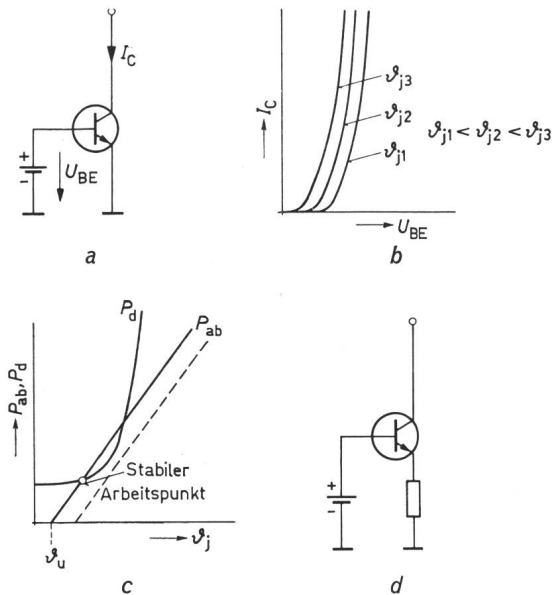 I_C
+
-
U_BE
a
I_C
ϑ_j3
ϑ_j2
ϑ_j1
ϑ_j1 < ϑ_j2 < ϑ_j3
U_BE
b
P_ab, P_d
P_d
P_ab
Stabiler
Arbeitspunkt
ϑ_u
ϑ_j
c
+
-
d